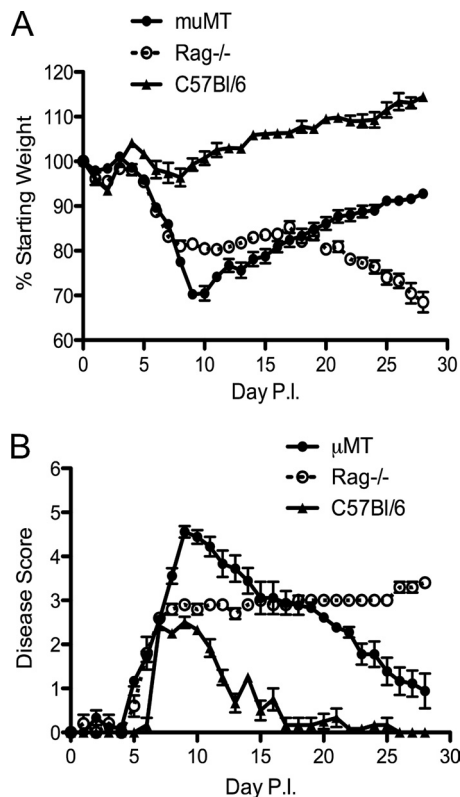 A
muMT
Rag-/-
C57Bl/6
120
110
100
90
80
70
60
% Starting Weight
0 5 10 15 20 25 30
Day P.I.
B
μMT
Rag-/-
C57Bl/6
6
5
4
3
2
1
0
Disease Score
0 5 10 15 20 25 30
Day P.I.